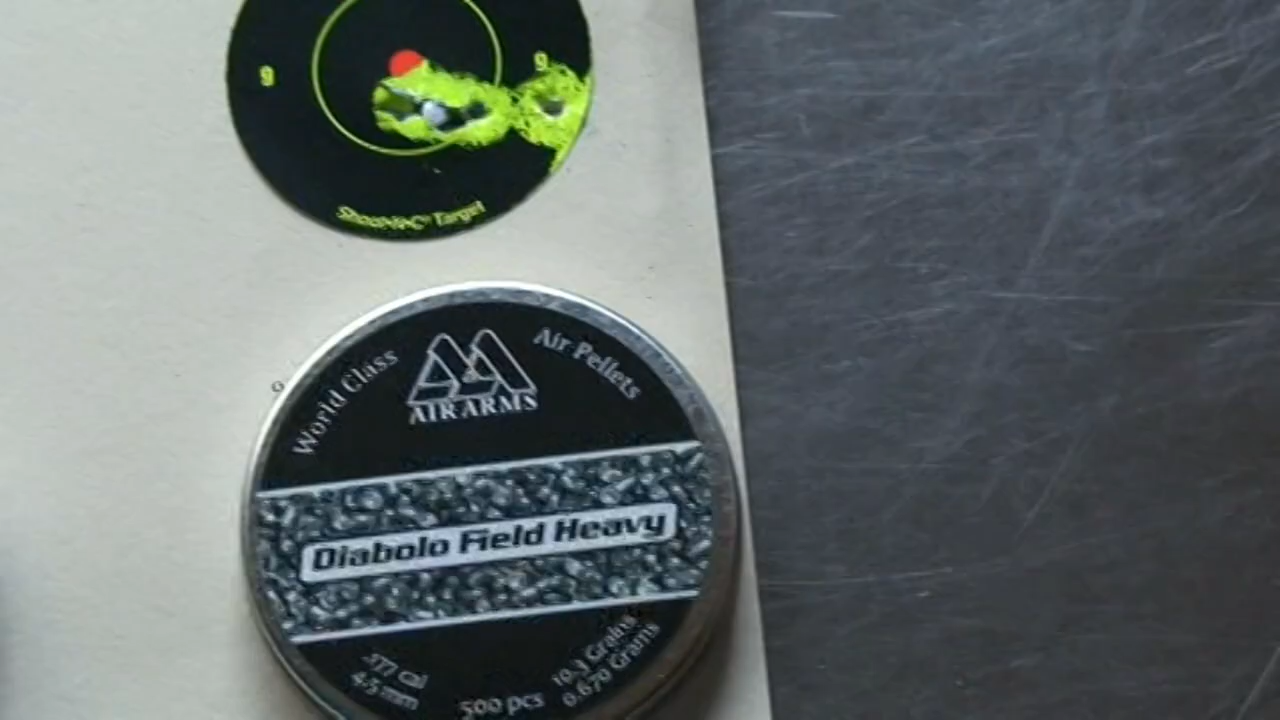 9 9
Shoot•N•C® Target
World Class
Air Pellets
AIR ARMS
Diabolo Field Heavy
.177 Cal
4.5 mm
500 pcs
10.3 Grains
0.670 Grams